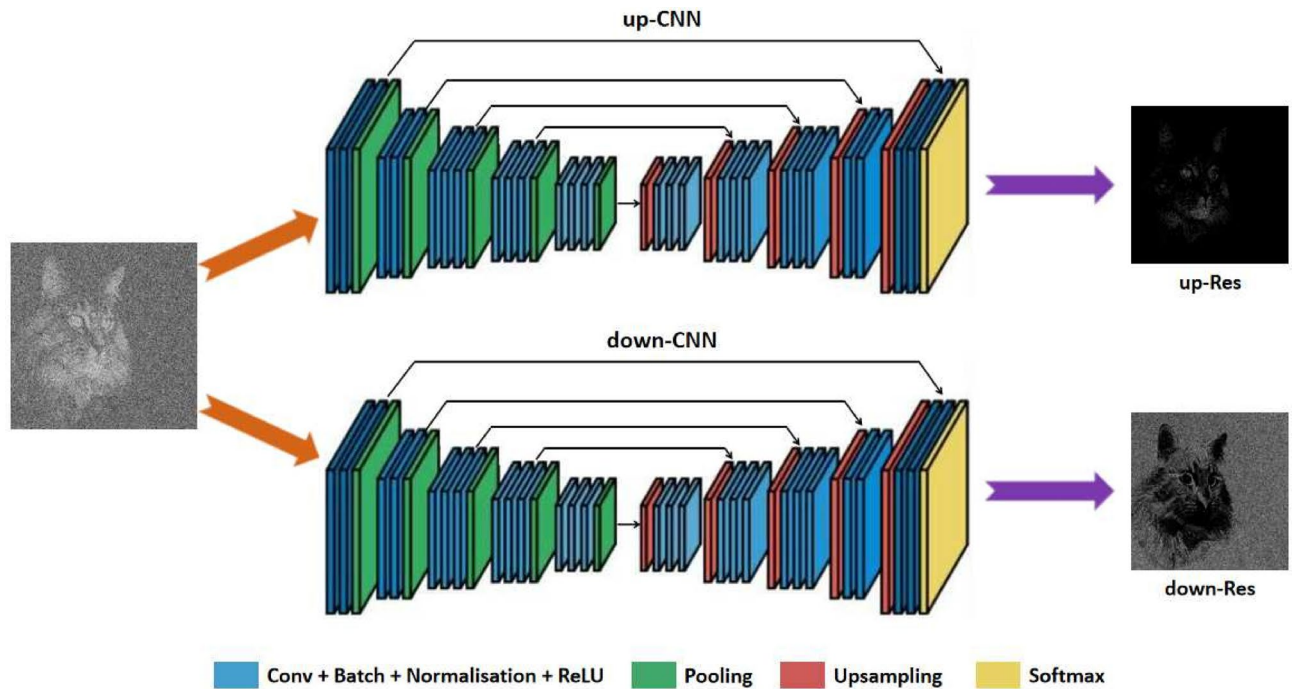 up-CNN
up-Res
down-CNN
down-Res
Conv + Batch + Normalisation + ReLU
Pooling
Upsampling
Softmax